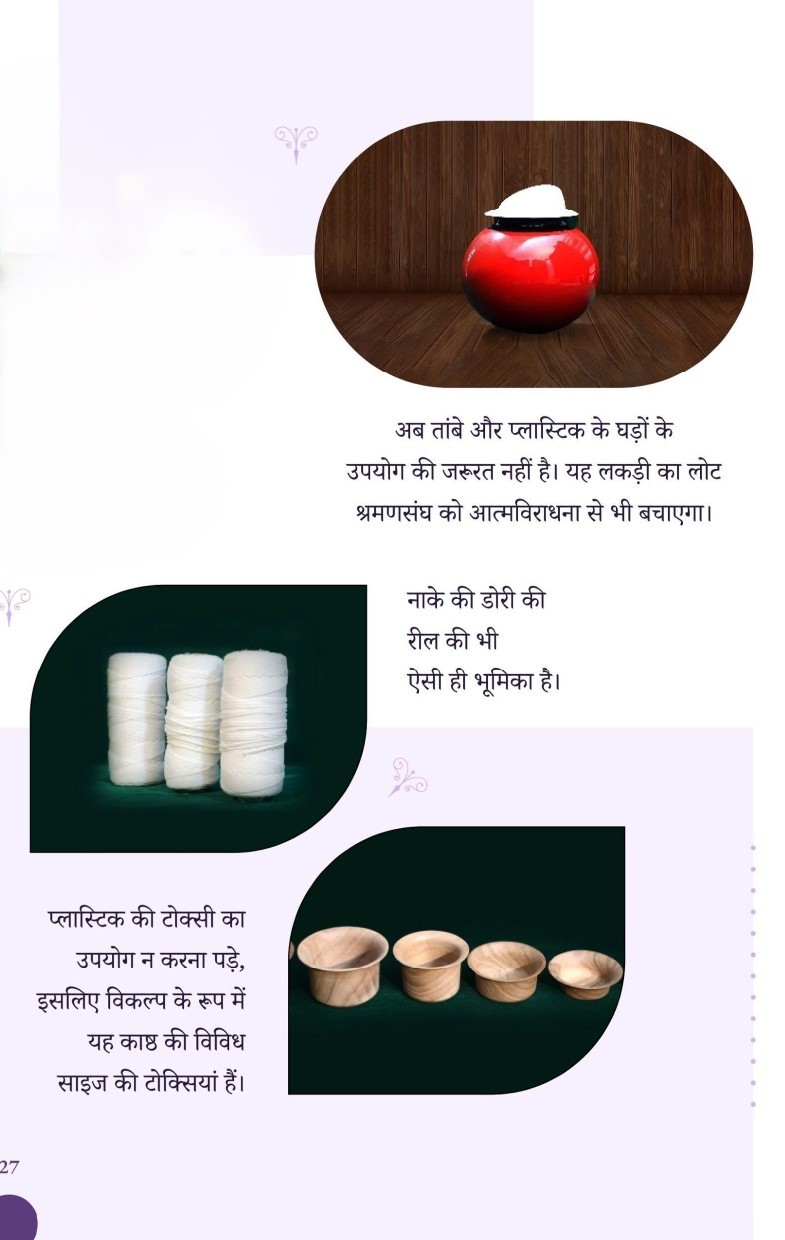 अब तांबे और प्लास्टिक के घड़ों के
उपयोग की जरूरत नहीं है। यह लकड़ी का लोट
श्रमणसंघ को आत्मविराधना से भी बचाएगा।
नाके की डोरी की
रील की भी
ऐसी ही भूमिका है।
प्लास्टिक की टोक्सी का
उपयोग न करना पड़े,
इसलिए विकल्प के रूप में
यह काष्ठ की विविध
साइज की टोक्सियां हैं।
27